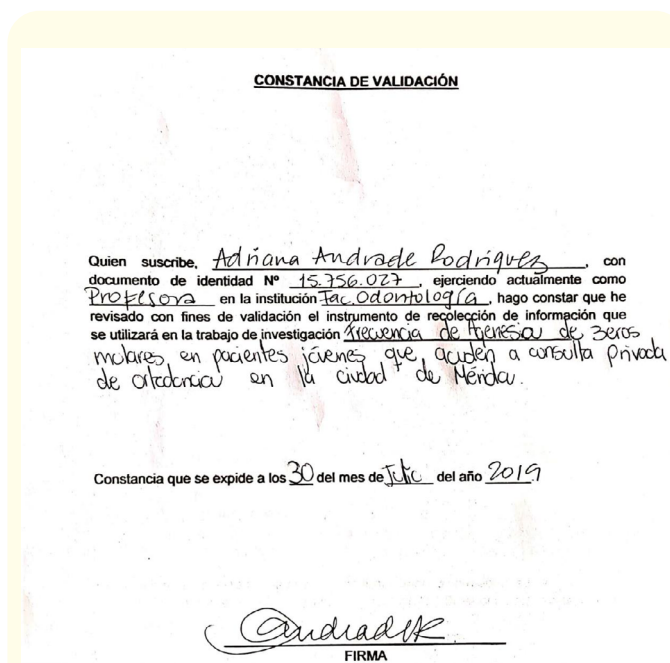 CONSTANCIA DE VALIDACIÓN
Quien suscribe, Adriana Andrade Rodríguez, con
documento de identidad Nº 15.756.027, ejerciendo actualmente como
Profesora en la institución Fac. Odontología, hago constar que he
revisado con fines de validación el instrumento de recolección de información que
se utilizará en la trabajo de investigación Frecuencia de Agenesia de 3eros
molares en pacientes jóvenes que acuden a consulta privada
de ortodoncia en la ciudad de Mérida.
Constancia que se expide a los 30 del mes de Julio del año 2019
AndradeR
FIRMA